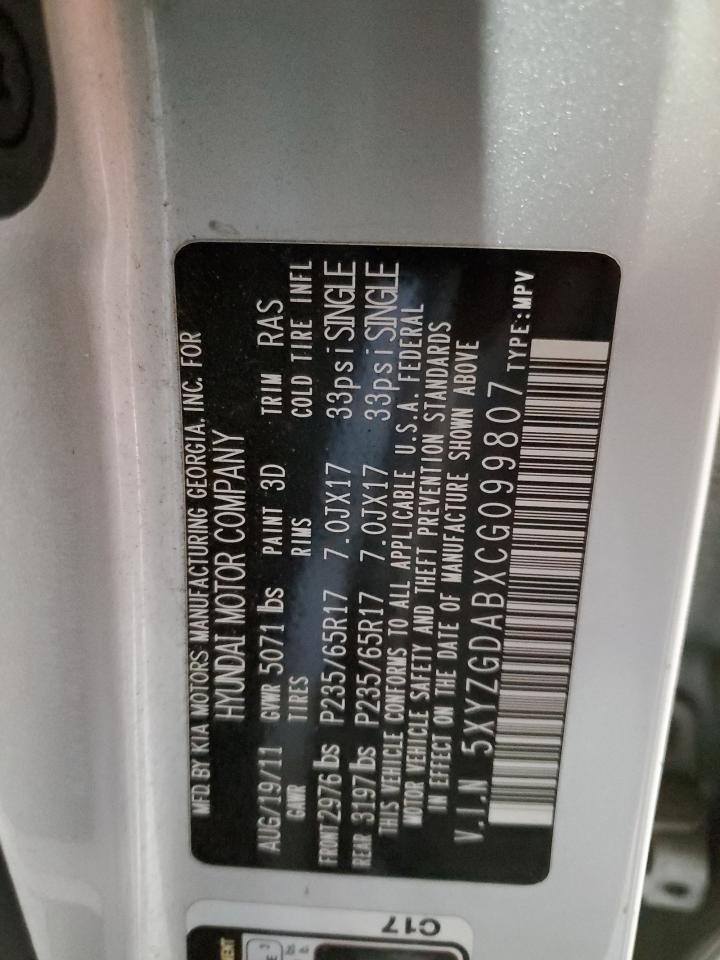 MFD. BY KIA MOTORS MANUFACTURING GEORGIA, INC. FOR
HYUNDAI MOTOR COMPANY
AUG/19/11 GVWR 5071 lbs PAINT 3D TRIM RAS
GAWR TIRES RIMS COLD TIRE INFL
FRONT 2976 lbs P235/65R17 7.0JX17 33psi SINGLE
REAR 3197 lbs P235/65R17 7.0JX17 33psi SINGLE
THIS VEHICLE CONFORMS TO ALL APPLICABLE U.S.A. FEDERAL
MOTOR VEHICLE SAFETY AND THEFT PREVENTION STANDARDS
IN EFFECT ON THE DATE OF MANUFACTURE SHOWN ABOVE
V.I.N 5XYZGDABXCG099807 TYPE:MPV
C17